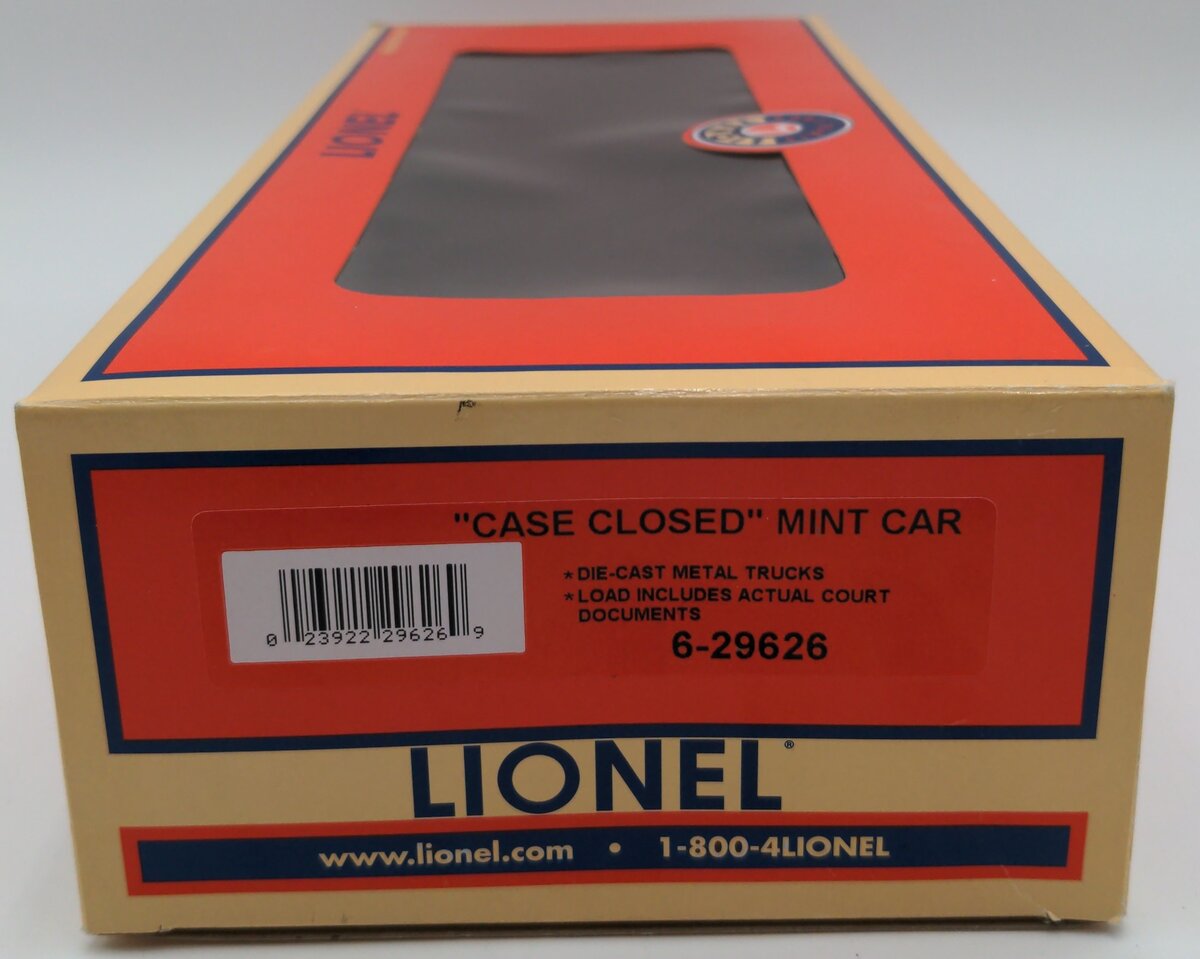 LIONEL
"CASE CLOSED" MINT CAR
*DIE-CAST METAL TRUCKS
*LOAD INCLUDES ACTUAL COURT
DOCUMENTS
6-29626
0 23922 29626 9
LIONEL®
www.lionel.com • 1-800-4LIONEL